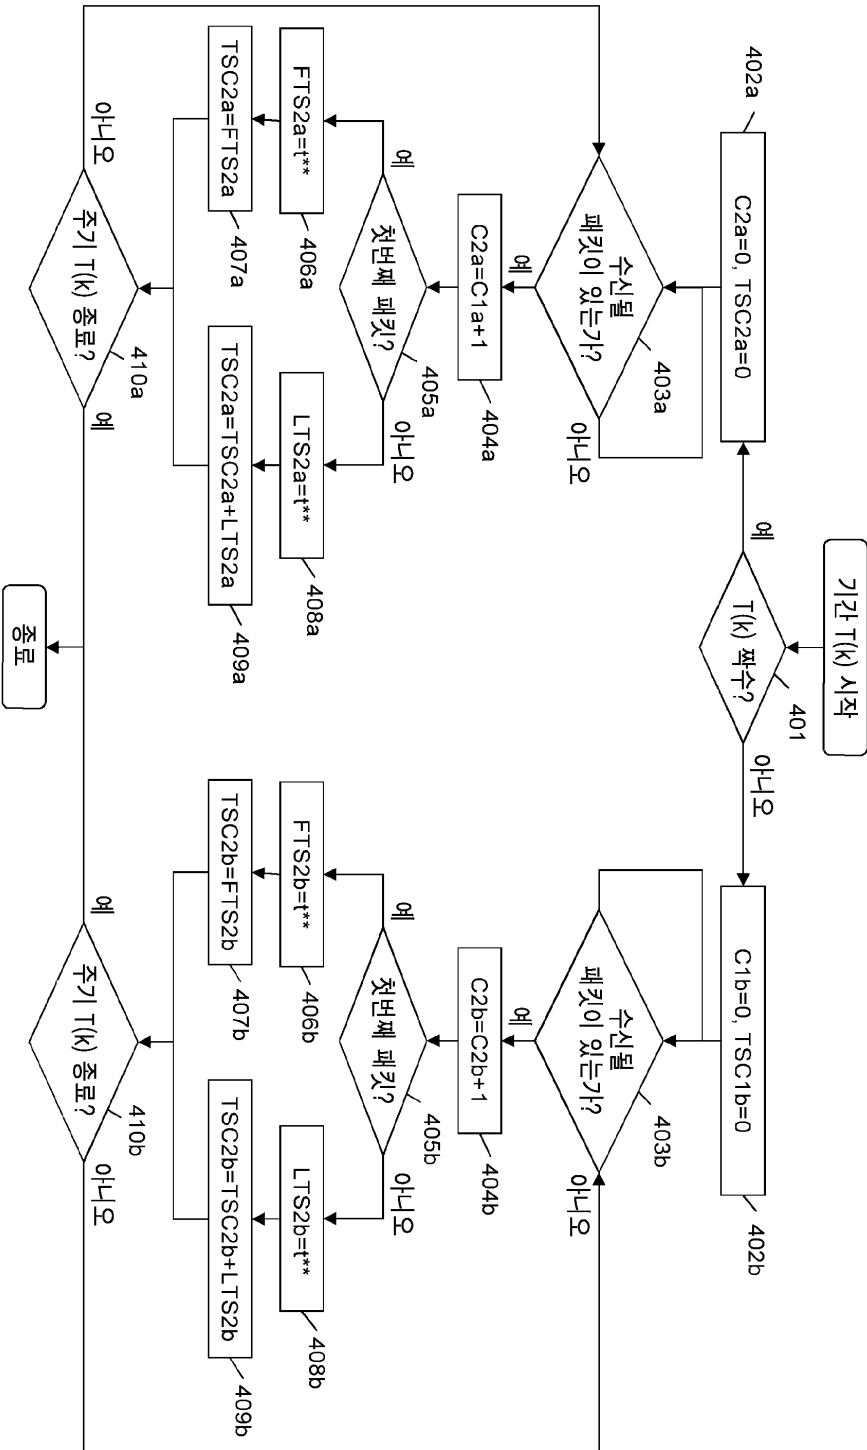 기간 T(k) 시작
T(k) 짝수?
401
예
아니오
402a
C2a=0, TSC2a=0
수신될
패킷이 있는가?
403a
예
아니오
C2a=C1a+1
404a
첫번째 패킷?
405a
예
아니오
FTS2a=t**
406a
LTS2a=t**
408a
TSC2a=FTS2a
407a
TSC2a=TSC2a+LTS2a
409a
주기 T(k) 종료?
410a
아니오
예
C1b=0, TSC1b=0
402b
수신될
패킷이 있는가?
403b
예
아니오
C2b=C2b+1
404b
첫번째 패킷?
405b
예
아니오
FTS2b=t**
406b
LTS2b=t**
408b
TSC2b=FTS2b
407b
TSC2b=TSC2b+LTS2b
409b
주기 T(k) 종료?
410b
예
아니오
종료